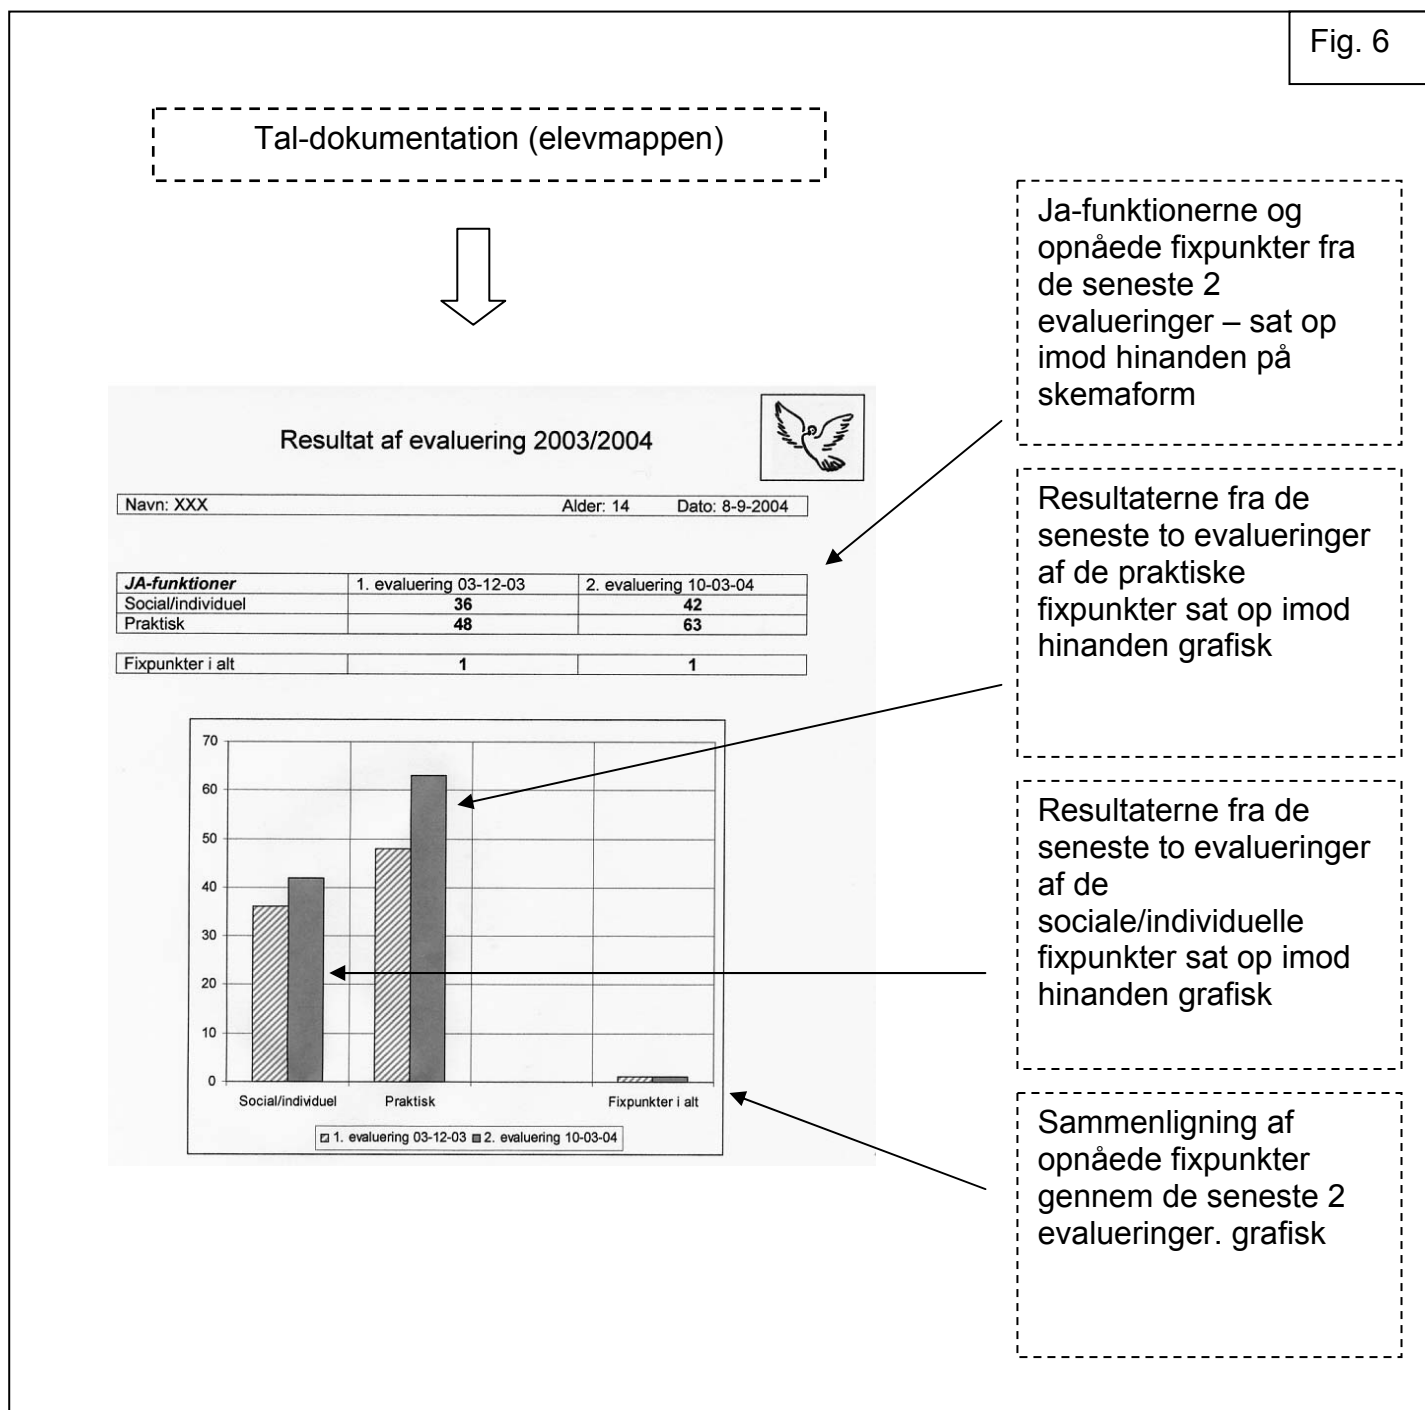 Fig. 6
Tal-dokumentation (elevmappen)
Ja-funktionerne og
opnåede fixpunkter fra
de seneste 2
evalueringer – sat op
imod hinanden på
skemaform
Resultat af evaluering 2003/2004
Navn: XXX Alder: 14 Dato: 8-9-2004
JA-funktioner 1. evaluering 03-12-03 2. evaluering 10-03-04
Social/individuel 36 42
Praktisk 48 63
Fixpunkter i alt 1 1
Resultaterne fra de
seneste to evalueringer
af de praktiske
fixpunkter sat op imod
hinanden grafisk
70
60
50
40
30
20
10
0
Social/individuel Praktisk Fixpunkter i alt
1. evaluering 03-12-03 2. evaluering 10-03-04
Resultaterne fra de
seneste to evalueringer
af de
sociale/individuelle
fixpunkter sat op imod
hinanden grafisk
Sammenligning af
opnåede fixpunkter
gennem de seneste 2
evalueringer. grafisk